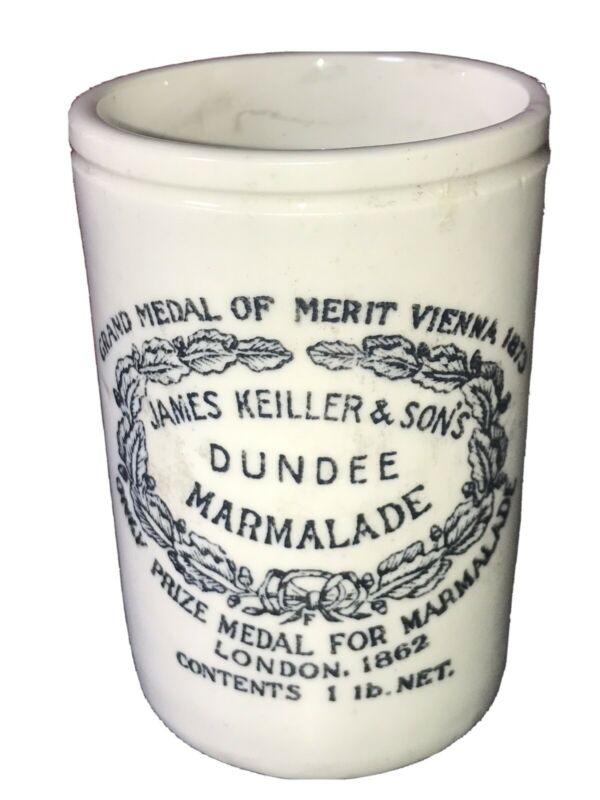 GRAND MEDAL OF MERIT VIENNA 1873
JAMES KEILLER & SON'S
DUNDEE
MARMALADE
F
ONLY PRIZE MEDAL FOR MARMALADE
LONDON. 1862
CONTENTS 1 lb. NET.